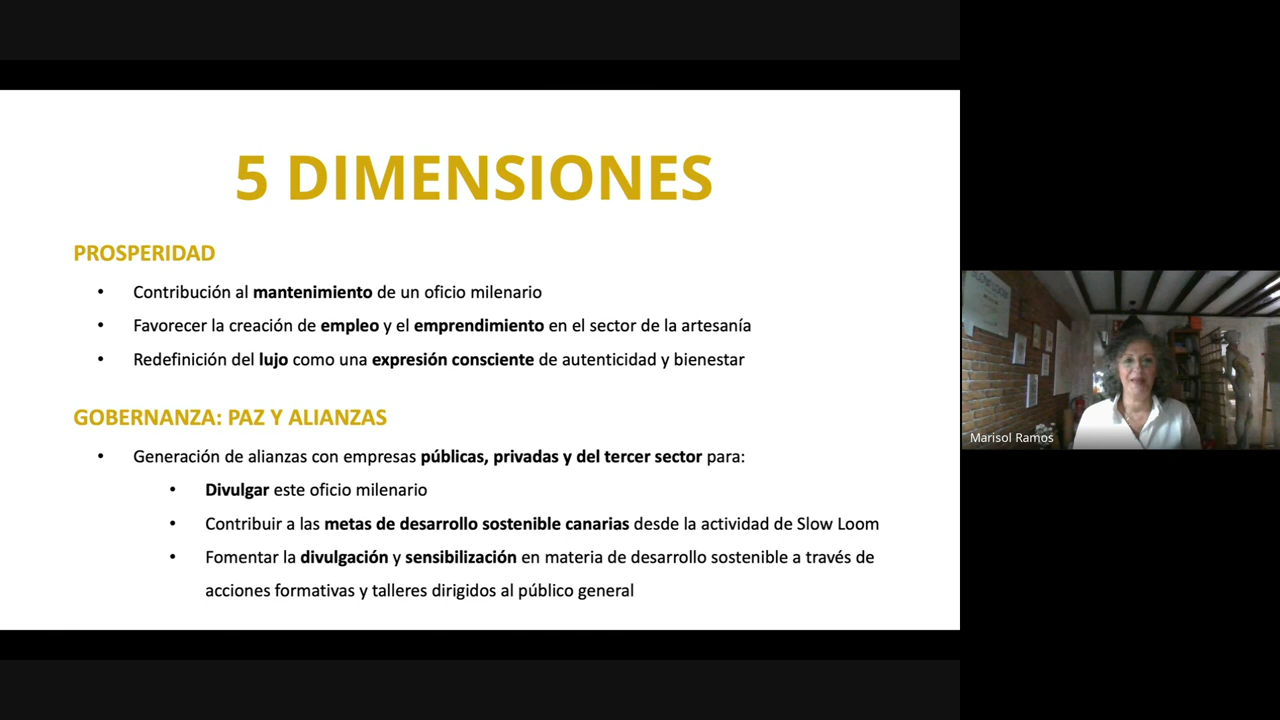 5 DIMENSIONES
PROSPERIDAD
• Contribución al mantenimiento de un oficio milenario
• Favorecer la creación de empleo y el emprendimiento en el sector de la artesanía
• Redefinición del lujo como una expresión consciente de autenticidad y bienestar
GOBERNANZA: PAZ Y ALIANZAS
• Generación de alianzas con empresas públicas, privadas y del tercer sector para:
• Divulgar este oficio milenario
• Contribuir a las metas de desarrollo sostenible canarias desde la actividad de Slow Loom
• Fomentar la divulgación y sensibilización en materia de desarrollo sostenible a través de
acciones formativas y talleres dirigidos al público general
Marisol Ramos